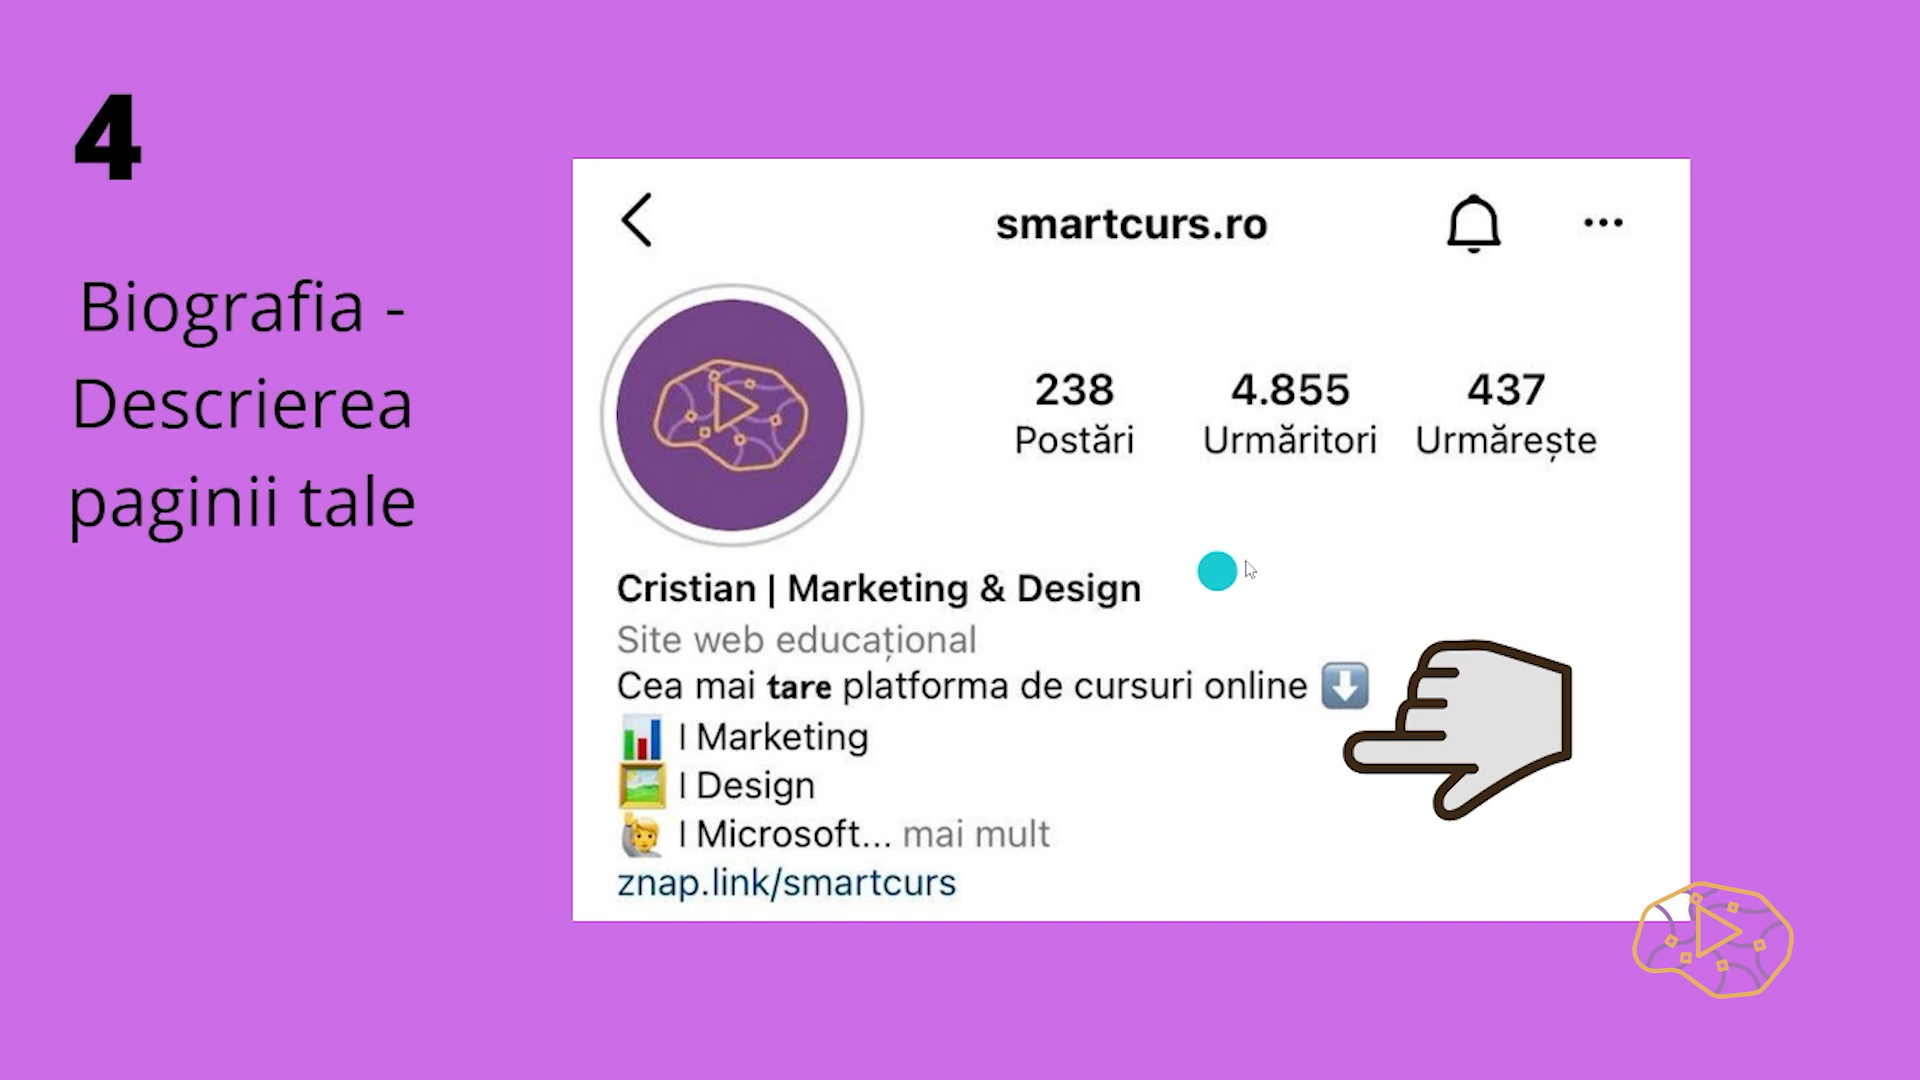 4
Biografia -
Descrierea
paginii tale
smartcurs.ro
238
4.855
437
Postări
Urmăritori
Urmărește
Cristian | Marketing & Design
Site web educațional
Cea mai tare platforma de cursuri online ⬇️
📊 | Marketing
🖼️ | Design
🙋 | Microsoft... mai mult
znap.link/smartcurs